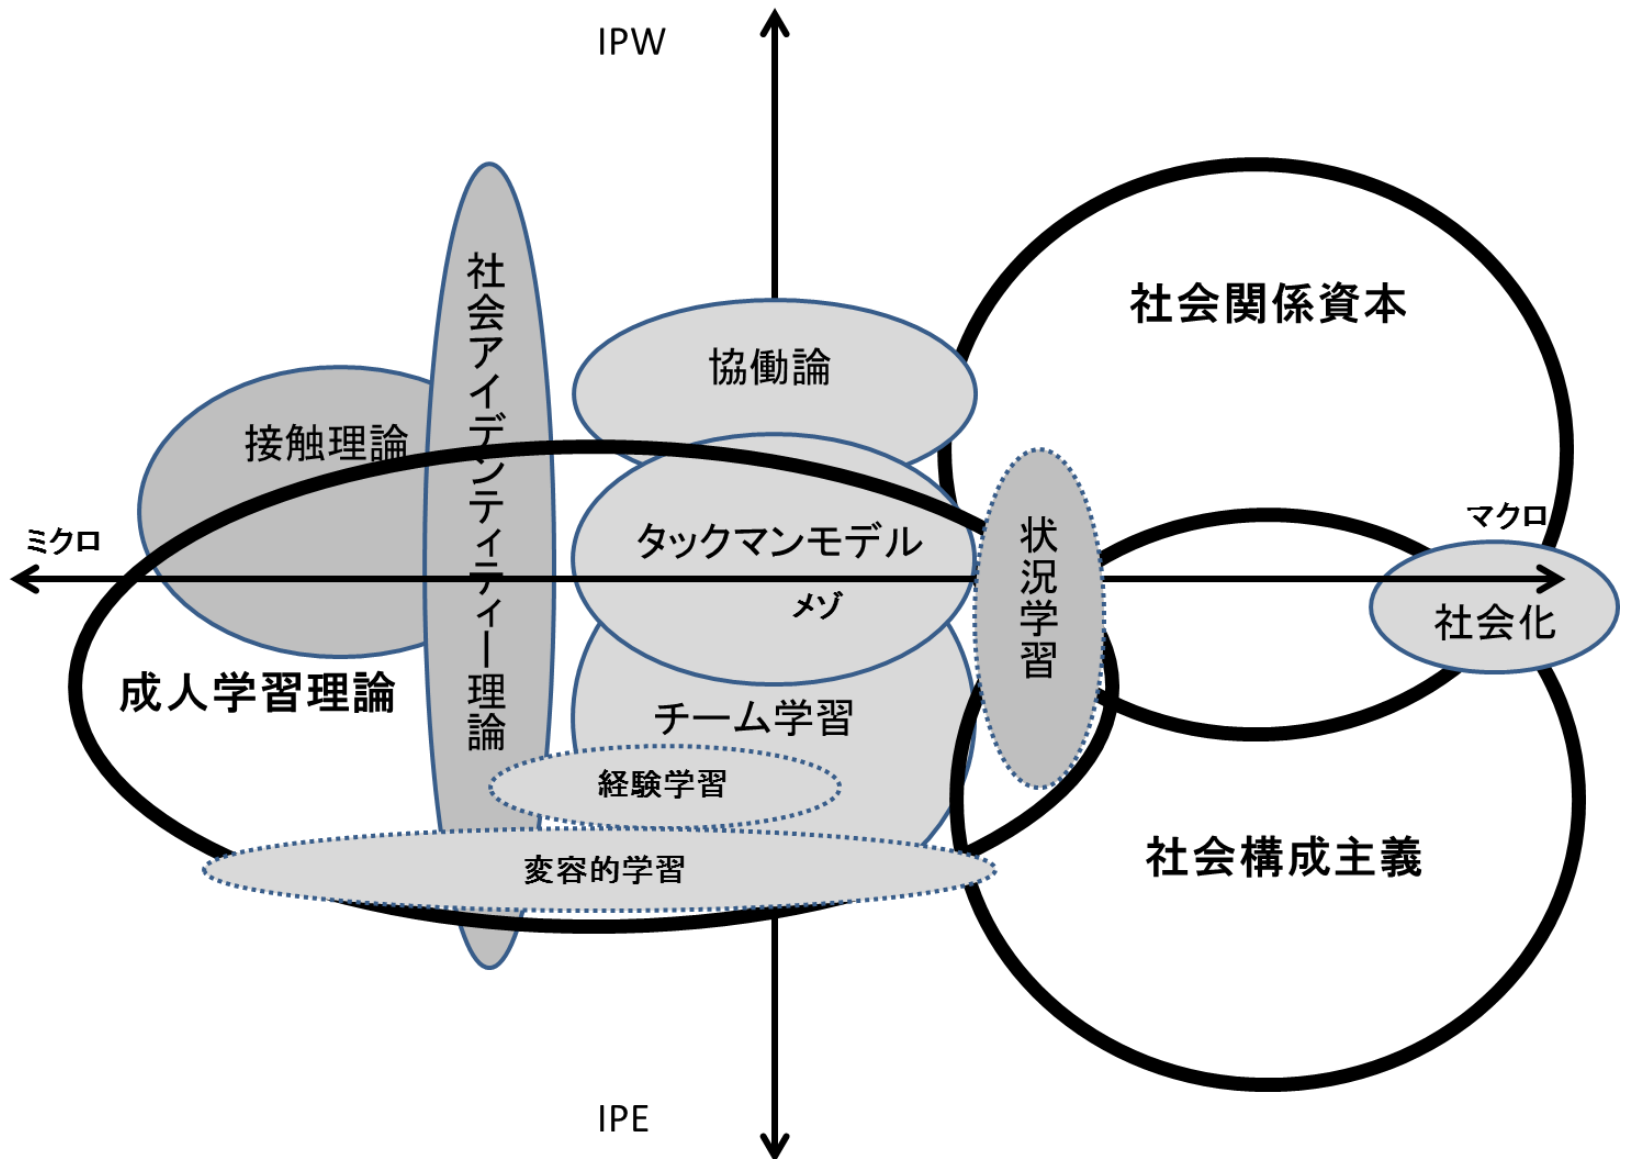 IPW
社会関係資本
社会アイデンティティー理論
協働論
接触理論
マクロ
ミクロ
タックマンモデル
状況学習
メゾ
社会化
成人学習理論
チーム学習
経験学習
社会構成主義
変容的学習
IPE